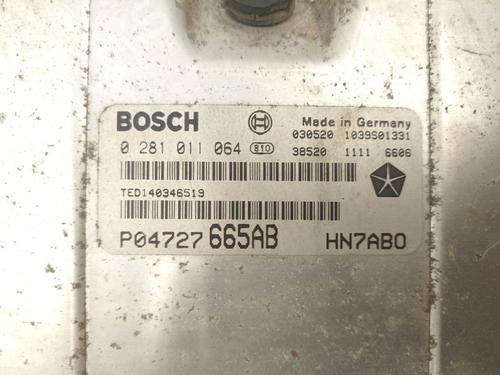 BOSCH
Made in Germany
030520 1039S01331
0 281 011 064 810
38520 1111 6606
TED140346519
P04727 665AB HN7AB0